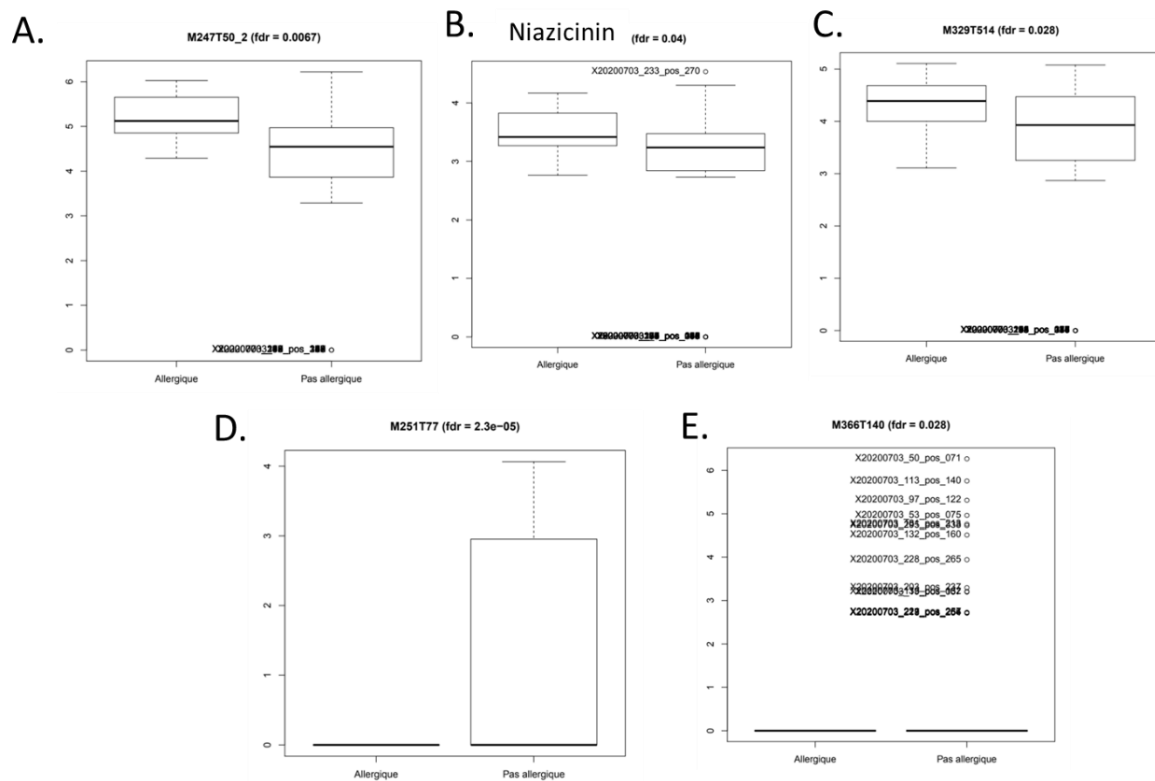 A.
M247T50_2 (fdr = 0.0067)
6
5
4
3
2
1
0
Allergique
Pas allergique
B.
Niazicinin (fdr = 0.04)
X20200703_233_pos_270
4
3
2
1
0
Allergique
Pas allergique
C.
M329T514 (fdr = 0.028)
5
4
3
2
1
0
Allergique
Pas allergique
D.
M251T77 (fdr = 2.3e−05)
4
3
2
1
0
Allergique
Pas allergique
E.
M366T140 (fdr = 0.028)
X20200703_50_pos_071
X20200703_113_pos_140
X20200703_97_pos_122
X20200703_53_pos_075
X20200703_132_pos_160
X20200703_228_pos_265
X20200703_203_pos_237
6
5
4
3
2
1
0
Allergique
Pas allergique